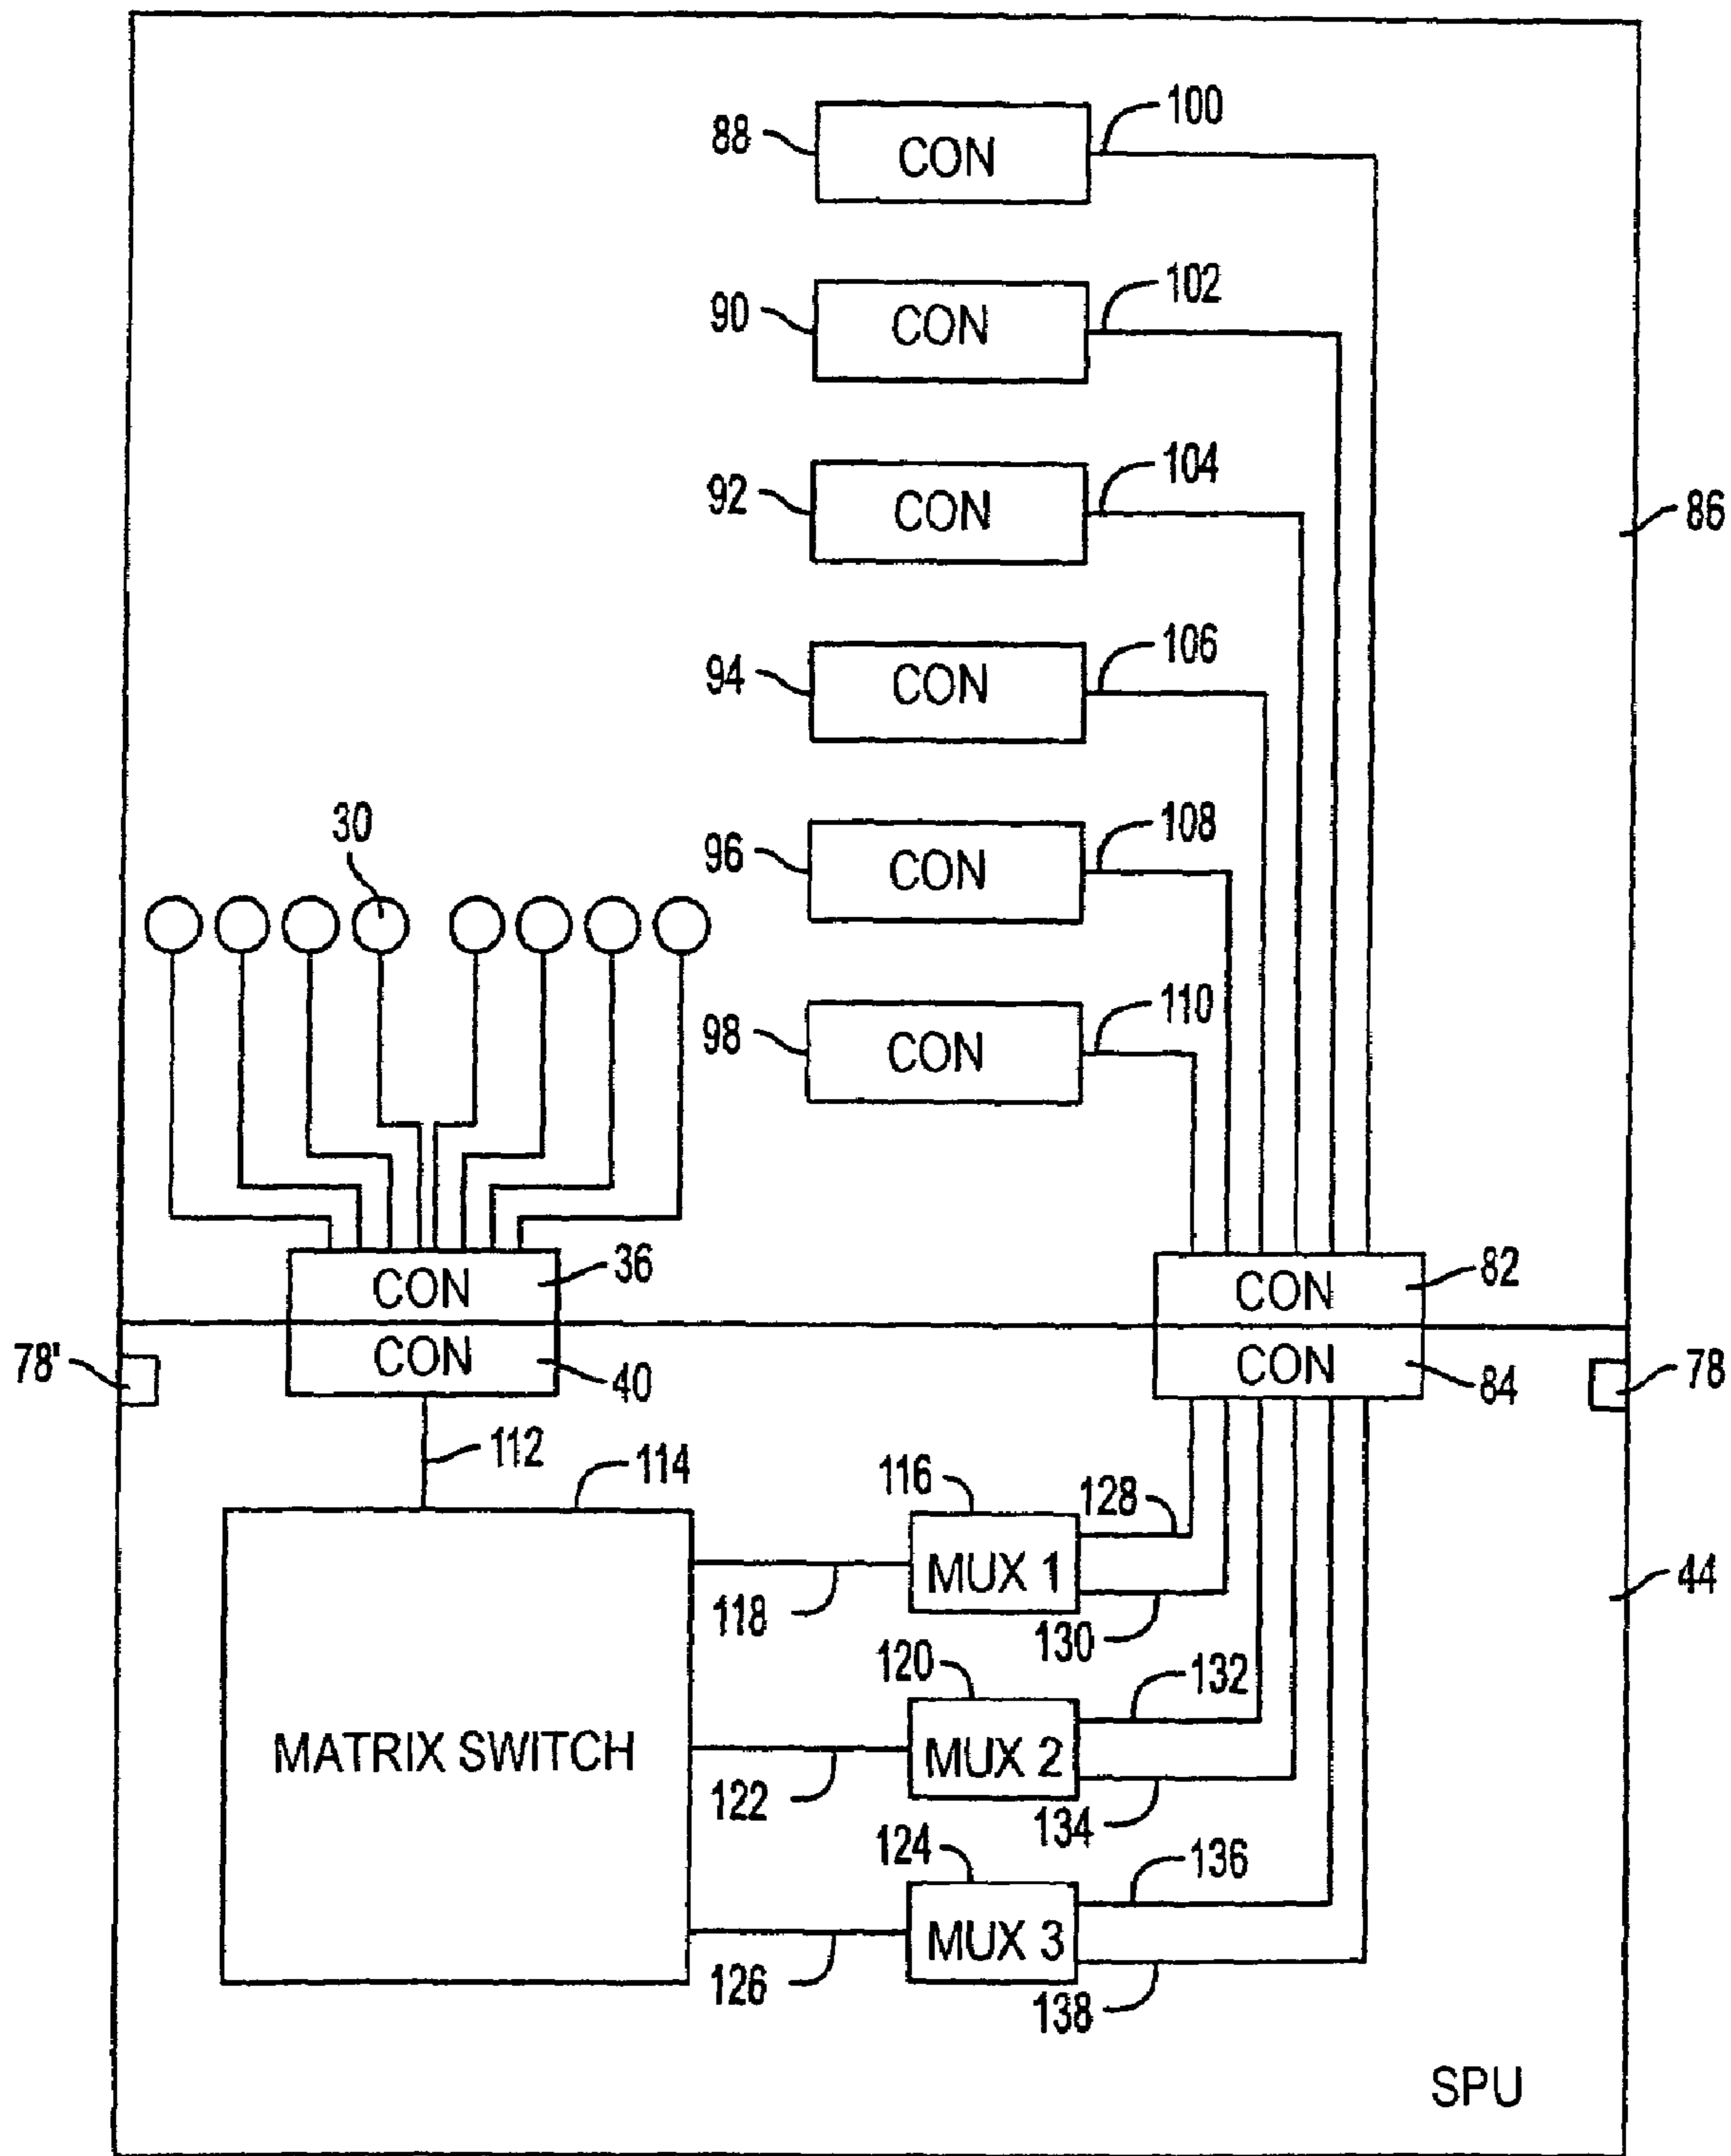 100
88
CON
102
90
CON
104
92
CON
86
106
94
CON
30
108
96
CON
110
98
CON
CON
36
CON
82
78'
CON
40
CON
84
78
112
114
116
128
MUX 1
118
130
44
120
132
MATRIX SWITCH
MUX 2
122
134
124
136
MUX 3
126
138
SPU